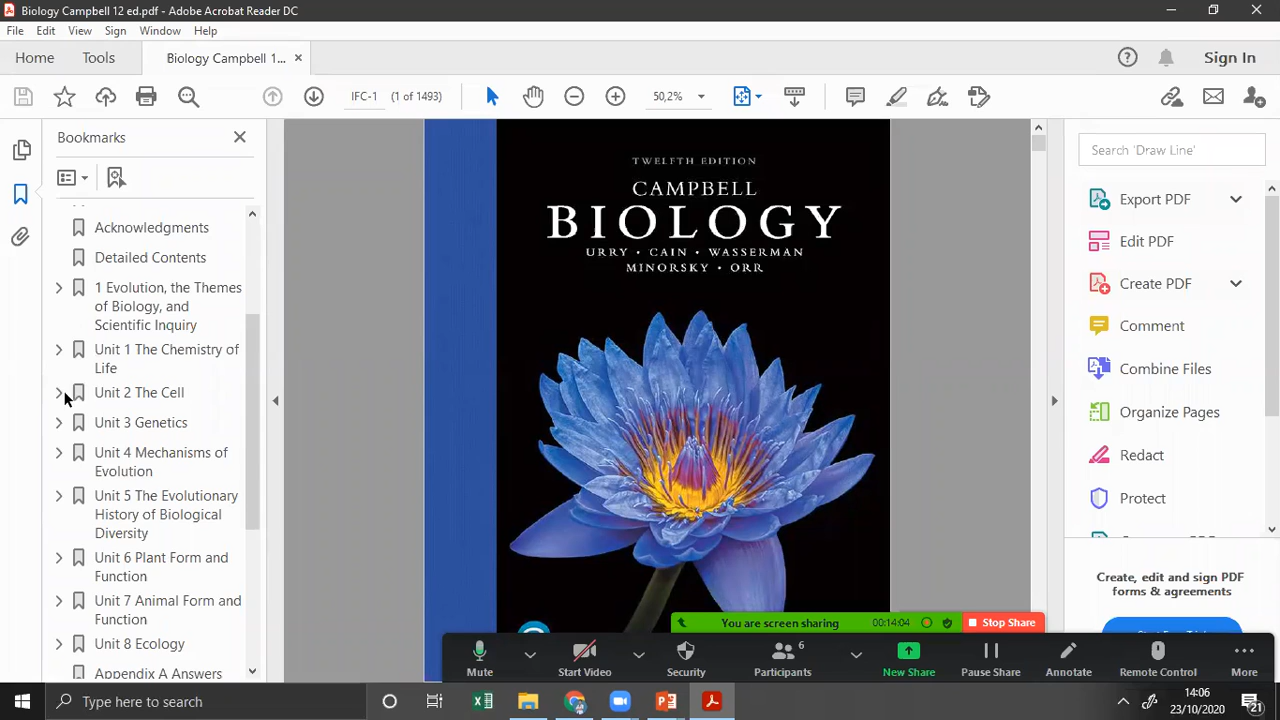 Biology Campbell 12 ed.pdf - Adobe Acrobat Reader DC
File Edit View Sign Window Help
Home Tools Biology Campbell 1... Sign In
IFC-1 (1 of 1493) 50,2%
Bookmarks
Acknowledgments
Detailed Contents
1 Evolution, the Themes
of Biology, and
Scientific Inquiry
Unit 1 The Chemistry of
Life
Unit 2 The Cell
Unit 3 Genetics
Unit 4 Mechanisms of
Evolution
Unit 5 The Evolutionary
History of Biological
Diversity
Unit 6 Plant Form and
Function
Unit 7 Animal Form and
Function
Unit 8 Ecology
Appendix A Answers
TWELFTH EDITION
CAMPBELL
BIOLOGY
URRY • CAIN • WASSERMAN
MINORSKY • ORR
Search 'Draw Line'
Export PDF
Edit PDF
Create PDF
Comment
Combine Files
Organize Pages
Redact
Protect
Create, edit and sign PDF
forms & agreements
You are screen sharing 00:14:04 Stop Share
6
Mute Start Video Security Participants New Share Pause Share Annotate Remote Control More
Type here to search
14:06
23/10/2020
21